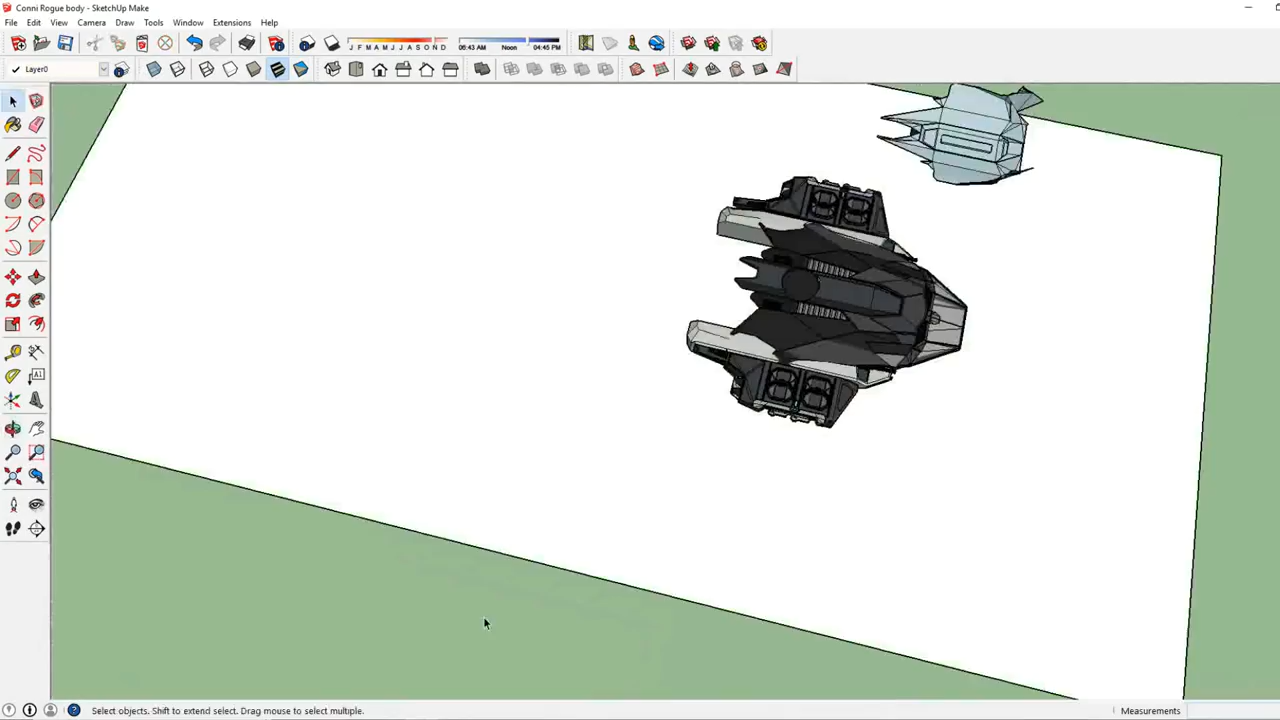 Conni Rogue body - SketchUp Make
File Edit View Camera Draw Tools Window Extensions Help
J F M A M J J A S O N D 06:43 AM Noon 04:45 PM
Layer0
A1
Select objects. Shift to extend select. Drag mouse to select multiple. Measurements